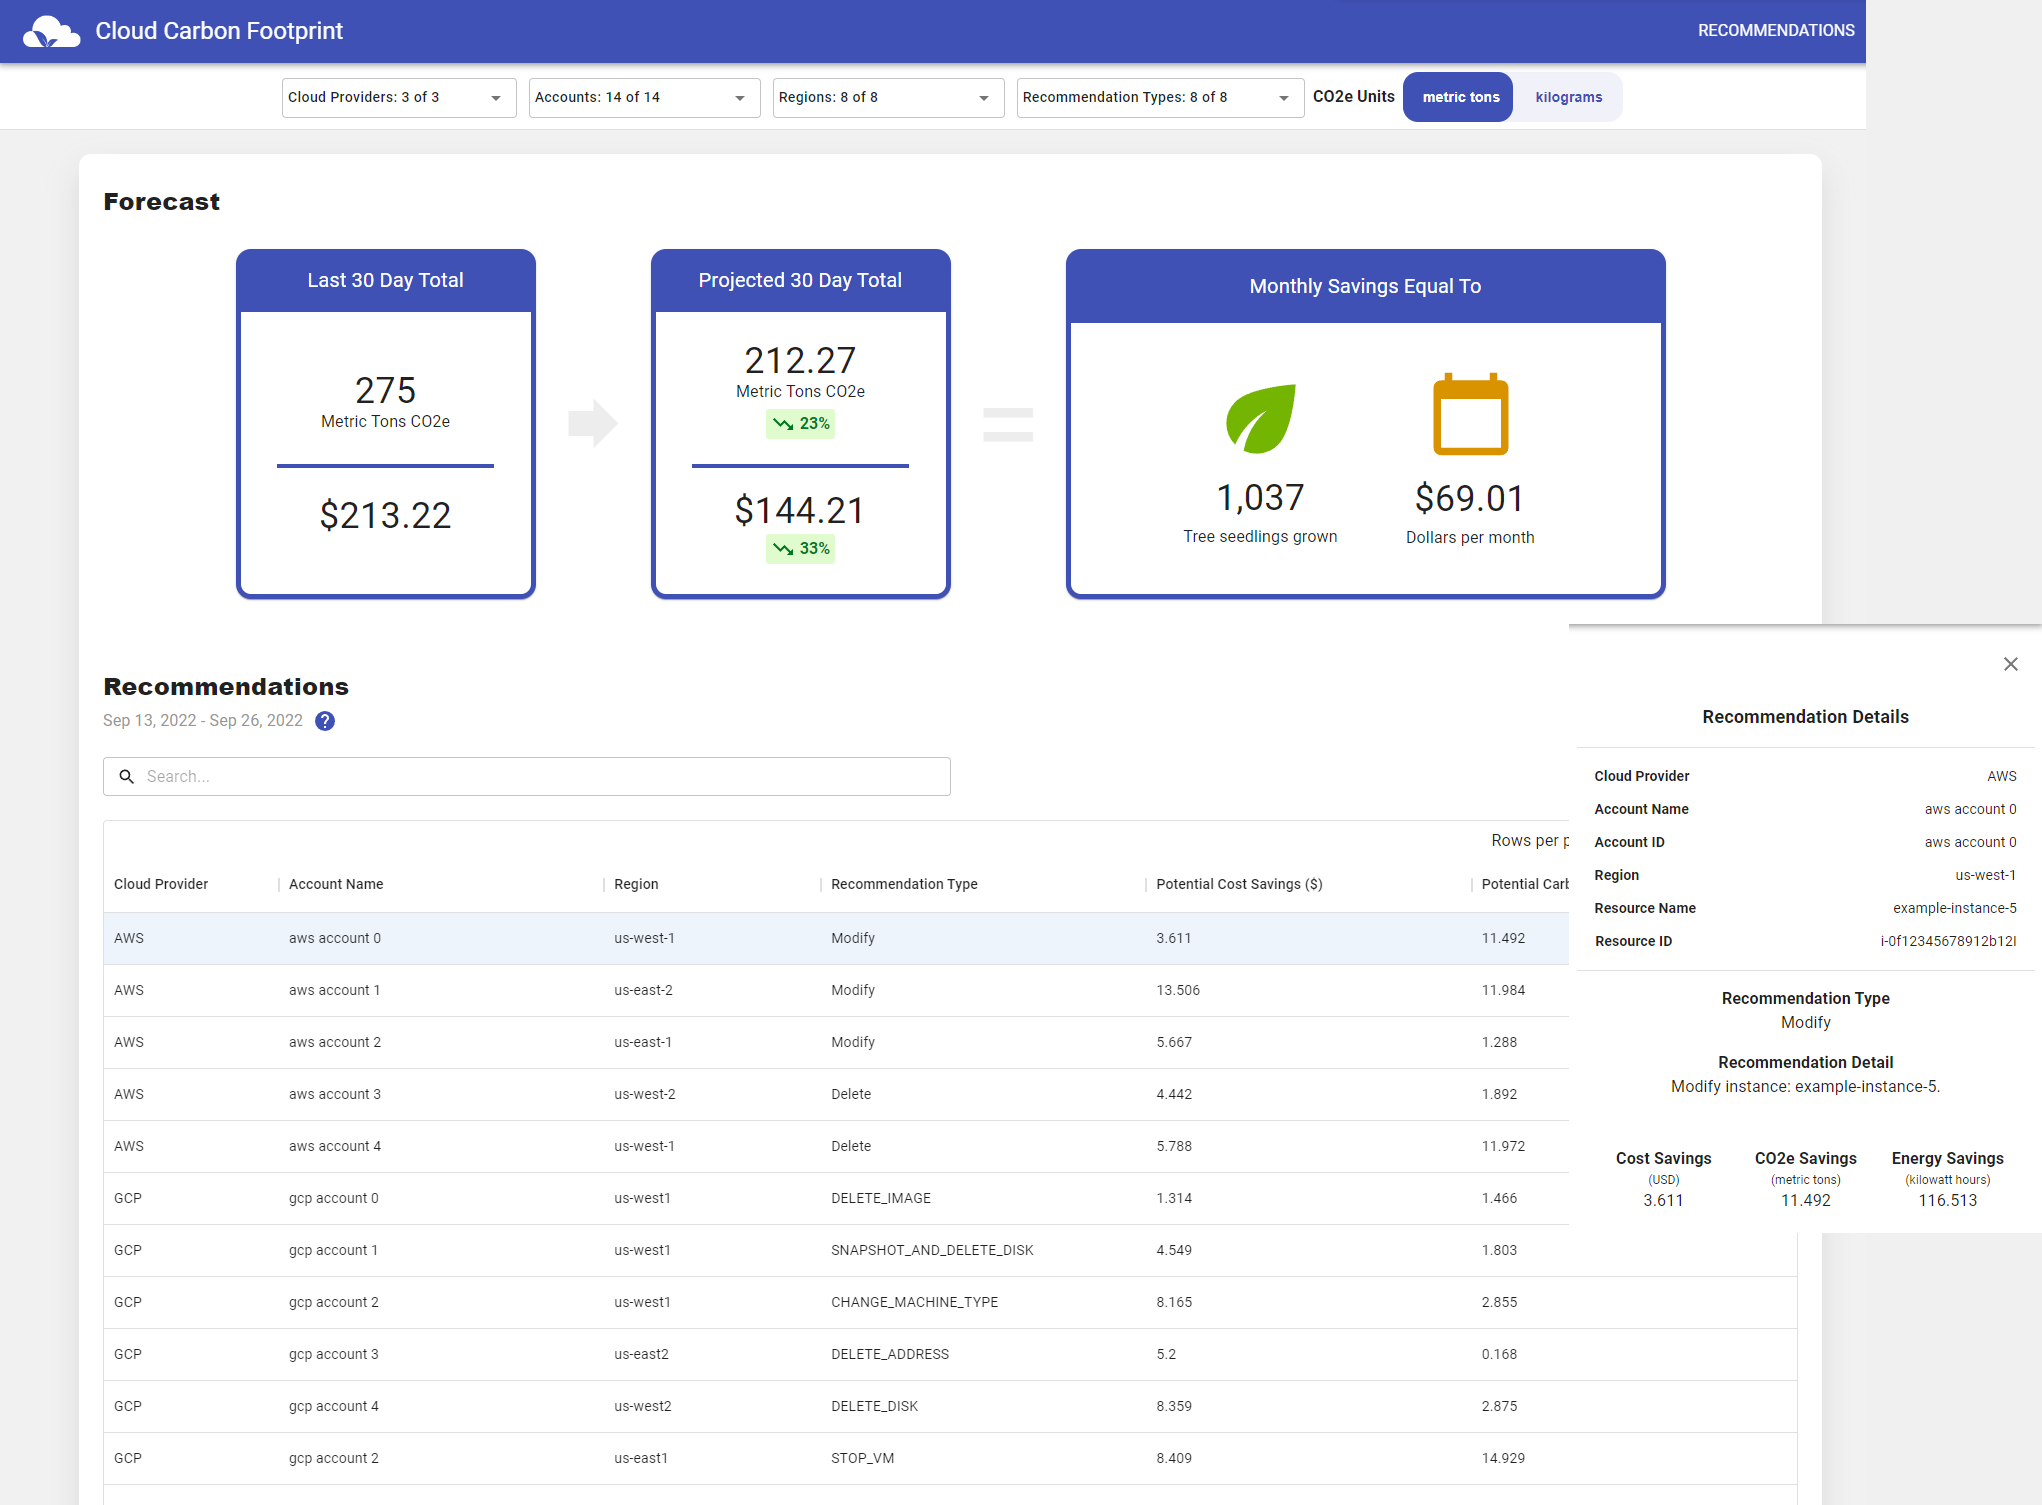 Cloud Carbon Footprint
RECOMMENDATIONS
Cloud Providers: 3 of 3
Accounts: 14 of 14
Regions: 8 of 8
Recommendation Types: 8 of 8
CO2e Units
metric tons
kilograms
Forecast
Last 30 Day Total
275
Metric Tons CO2e
$213.22
Projected 30 Day Total
212.27
Metric Tons CO2e
23%
$144.21
33%
Monthly Savings Equal To
1,037
Tree seedlings grown
$69.01
Dollars per month
Recommendations
Sep 13, 2022 - Sep 26, 2022 ?
Search...
Rows per p
Cloud Provider Account Name Region Recommendation Type Potential Cost Savings ($) Potential Carb
AWS aws account 0 us-west-1 Modify 3.611 11.492
AWS aws account 1 us-east-2 Modify 13.506 11.984
AWS aws account 2 us-east-1 Modify 5.667 1.288
AWS aws account 3 us-west-2 Delete 4.442 1.892
AWS aws account 4 us-west-1 Delete 5.788 11.972
GCP gcp account 0 us-west1 DELETE_IMAGE 1.314 1.466
GCP gcp account 1 us-west1 SNAPSHOT_AND_DELETE_DISK 4.549 1.803
GCP gcp account 2 us-west1 CHANGE_MACHINE_TYPE 8.165 2.855
GCP gcp account 3 us-east2 DELETE_ADDRESS 5.2 0.168
GCP gcp account 4 us-west2 DELETE_DISK 8.359 2.875
GCP gcp account 2 us-east1 STOP_VM 8.409 14.929
Recommendation Details
Cloud Provider AWS
Account Name aws account 0
Account ID aws account 0
Region us-west-1
Resource Name example-instance-5
Resource ID i-0f12345678912b12l
Recommendation Type
Modify
Recommendation Detail
Modify instance: example-instance-5.
Cost Savings CO2e Savings Energy Savings
(USD) (metric tons) (kilowatt hours)
3.611 11.492 116.513